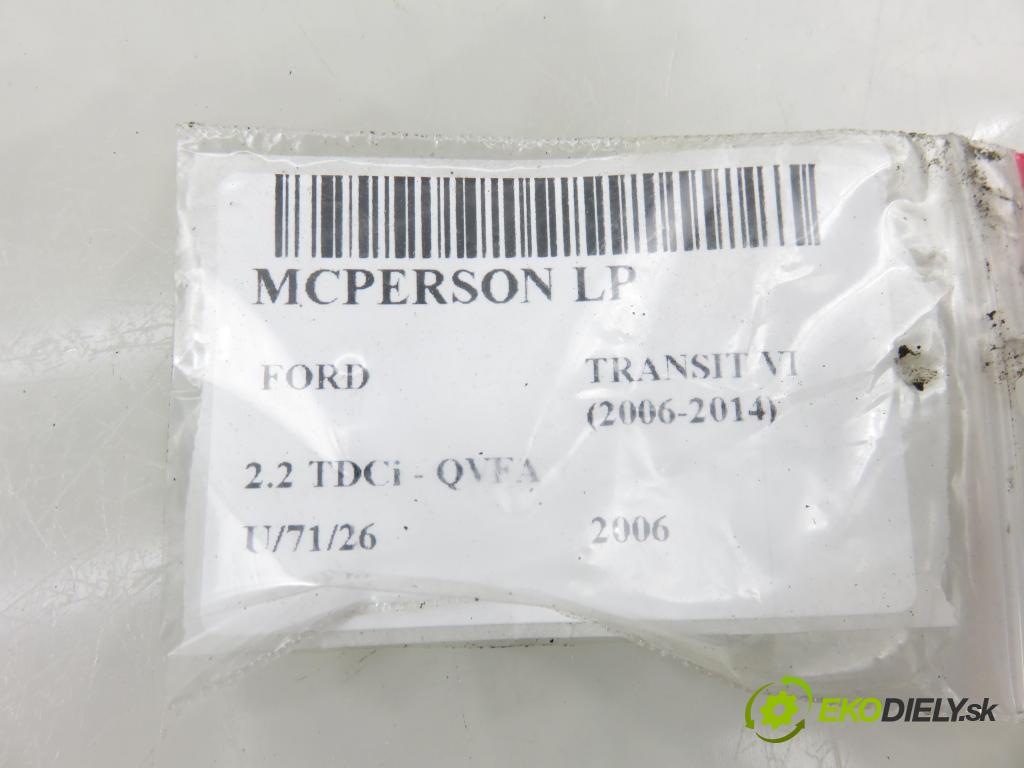 MCPERSON LP
FORD
TRANSIT VI
(2006-2014)
2.2 TDCi - QVFA
U/71/26
2006
EKODIELY.sk